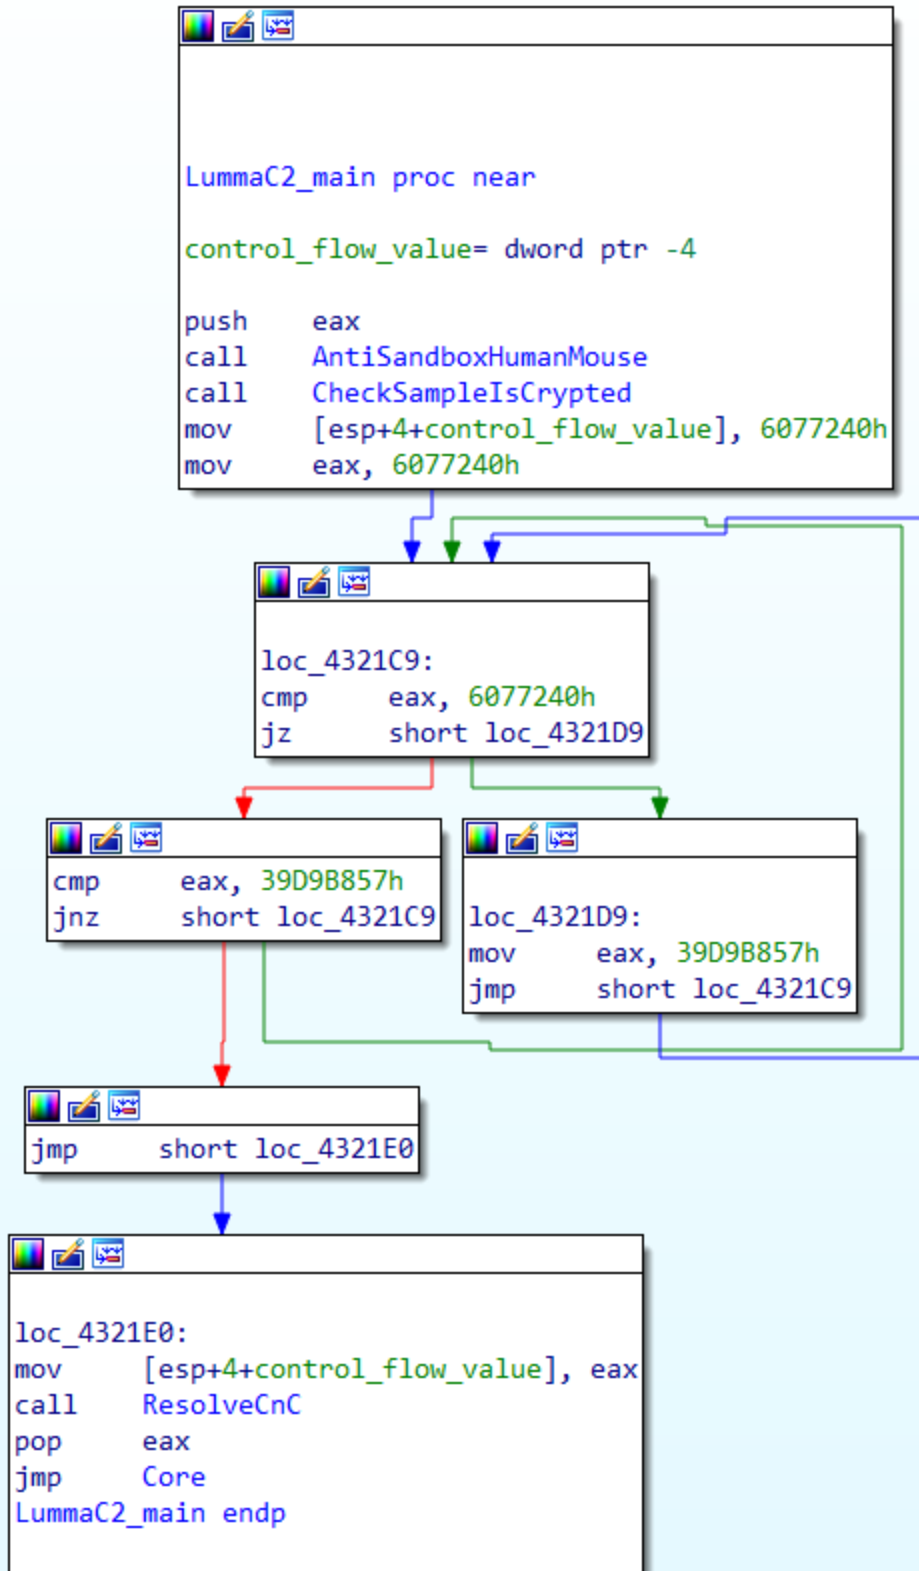 LummaC2_main proc near
control_flow_value= dword ptr -4
push eax
call AntiSandboxHumanMouse
call CheckSampleIsCrypted
mov [esp+4+control_flow_value], 6077240h
mov eax, 6077240h
loc_4321C9:
cmp eax, 6077240h
jz short loc_4321D9
cmp eax, 39D9B857h
jnz short loc_4321C9
loc_4321D9:
mov eax, 39D9B857h
jmp short loc_4321C9
jmp short loc_4321E0
loc_4321E0:
mov [esp+4+control_flow_value], eax
call ResolveCnC
pop eax
jmp Core
LummaC2_main endp